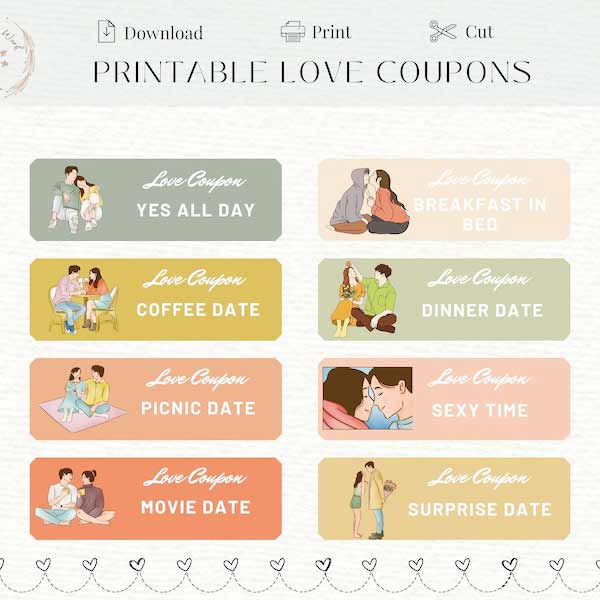 Work
Download
Print
Cut
PRINTABLE LOVE COUPONS
Love Coupon
YES ALL DAY
Love Coupon
BREAKFAST IN
BED
Love Coupon
COFFEE DATE
Love Coupon
DINNER DATE
Love Coupon
PICNIC DATE
Love Coupon
SEXY TIME
Love Coupon
MOVIE DATE
Love Coupon
SURPRISE DATE